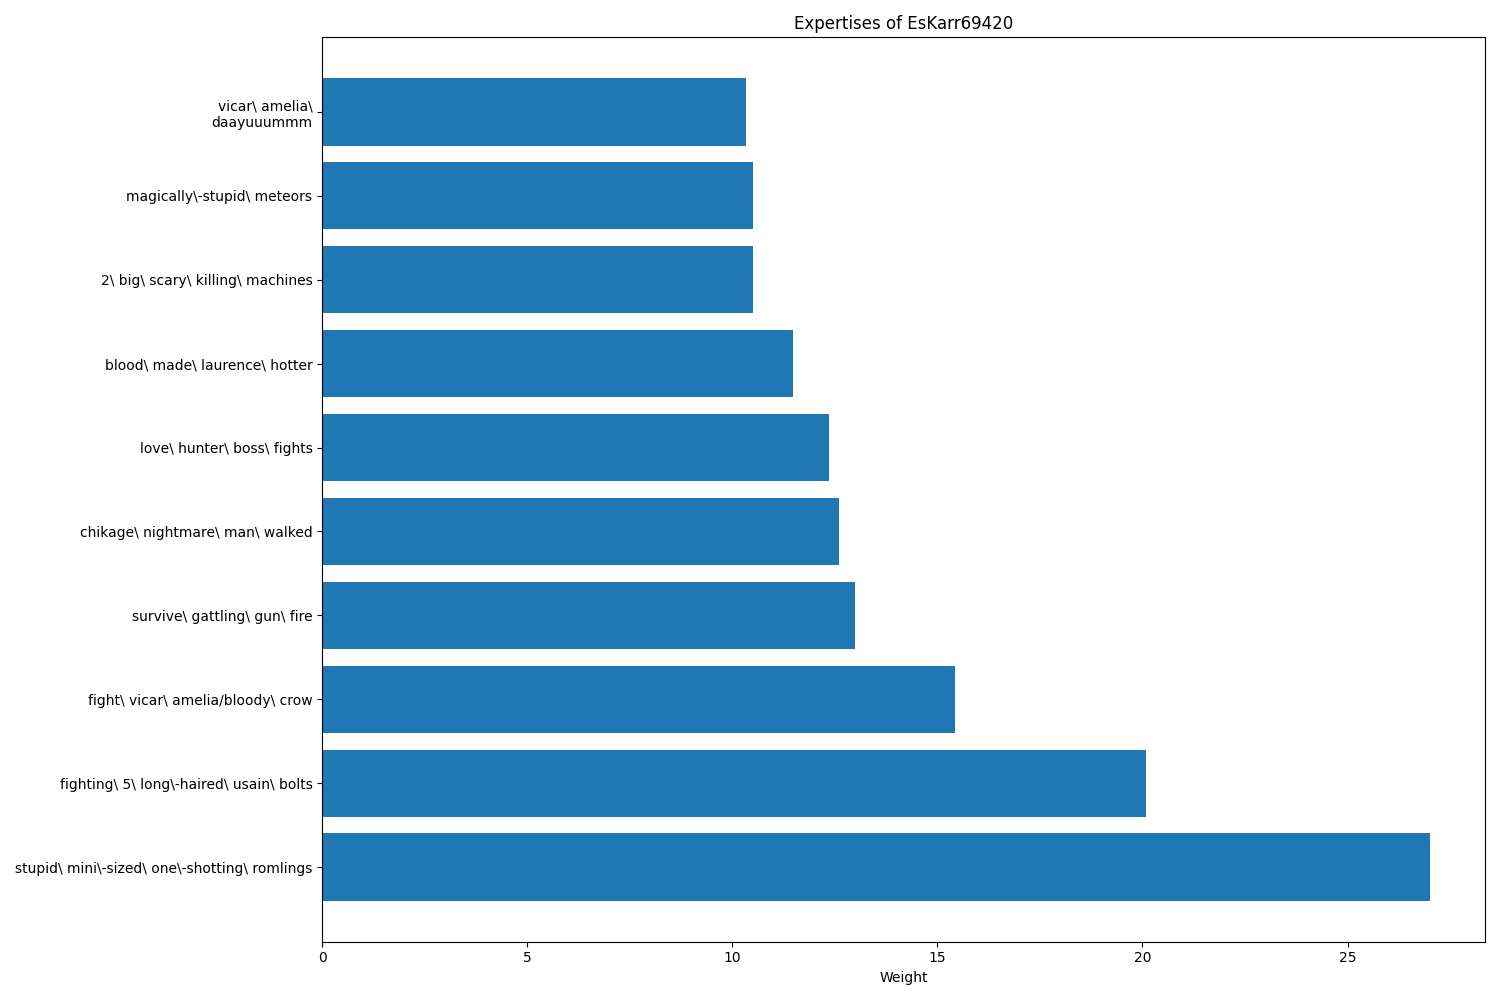 Expertises of EsKarr69420
vicar\ amelia\
daayuuummm
magically\-stupid\ meteors
2\ big\ scary\ killing\ machines
blood\ made\ laurence\ hotter
love\ hunter\ boss\ fights
chikage\ nightmare\ man\ walked
survive\ gattling\ gun\ fire
fight\ vicar\ amelia/bloody\ crow
fighting\ 5\ long\-haired\ usain\ bolts
stupid\ mini\-sized\ one\-shotting\ romlings
0 5 10 15 20 25
Weight